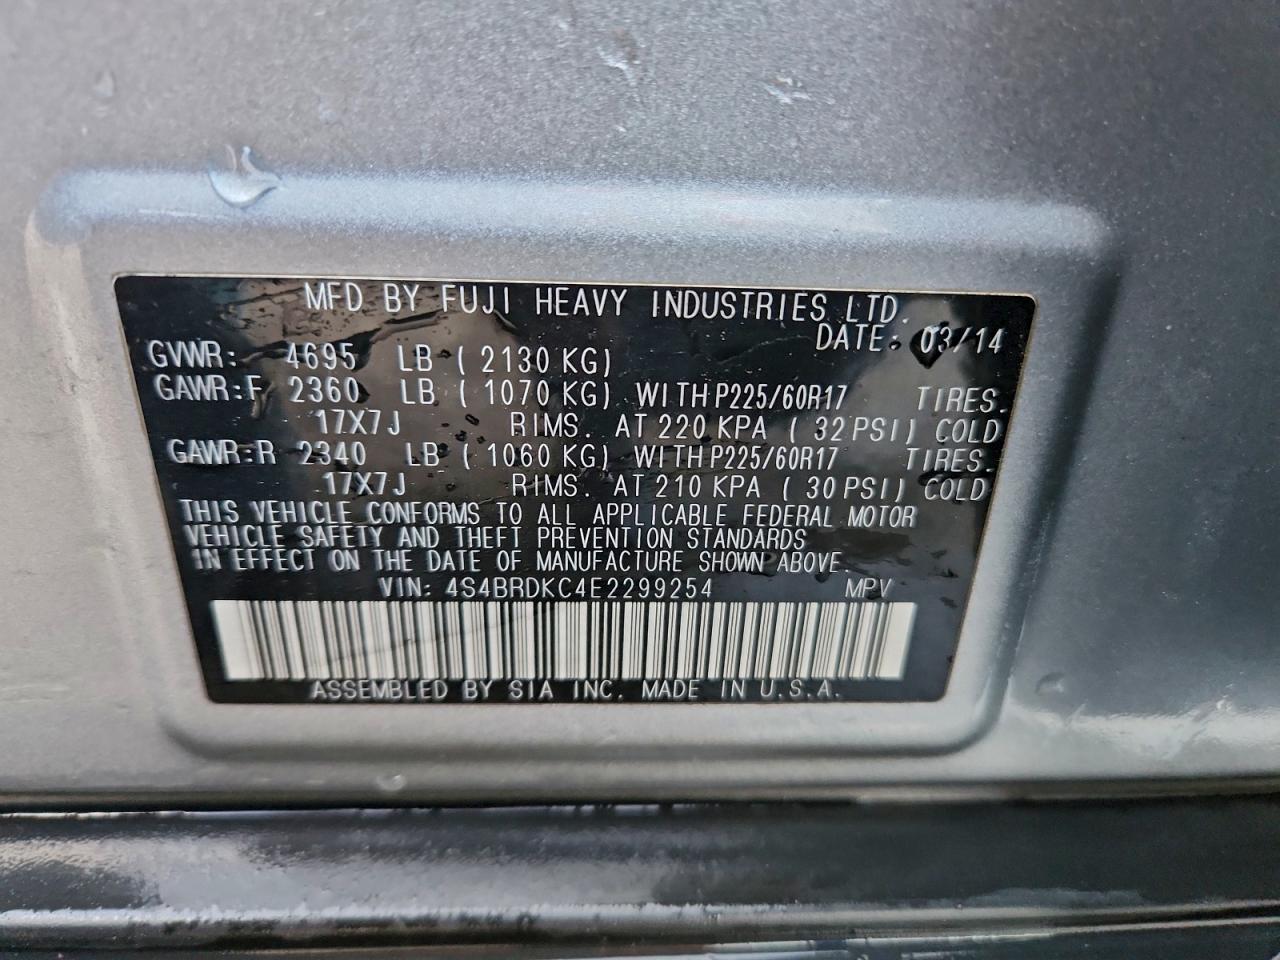 MFD BY FUJI HEAVY INDUSTRIES LTD.
DATE: 03/14
GVWR: 4695 LB ( 2130 KG)
GAWR:F 2360 LB ( 1070 KG) WITH P225/60R17 TIRES.
17X7J RIMS. AT 220 KPA ( 32 PSI) COLD
GAWR:R 2340 LB ( 1060 KG) WITH P225/60R17 TIRES.
17X7J RIMS. AT 210 KPA ( 30 PSI) COLD
THIS VEHICLE CONFORMS TO ALL APPLICABLE FEDERAL MOTOR
VEHICLE SAFETY AND THEFT PREVENTION STANDARDS
IN EFFECT ON THE DATE OF MANUFACTURE SHOWN ABOVE.
VIN: 4S4BRDKC4E2299254 MPV
ASSEMBLED BY SIA INC. MADE IN U.S.A.